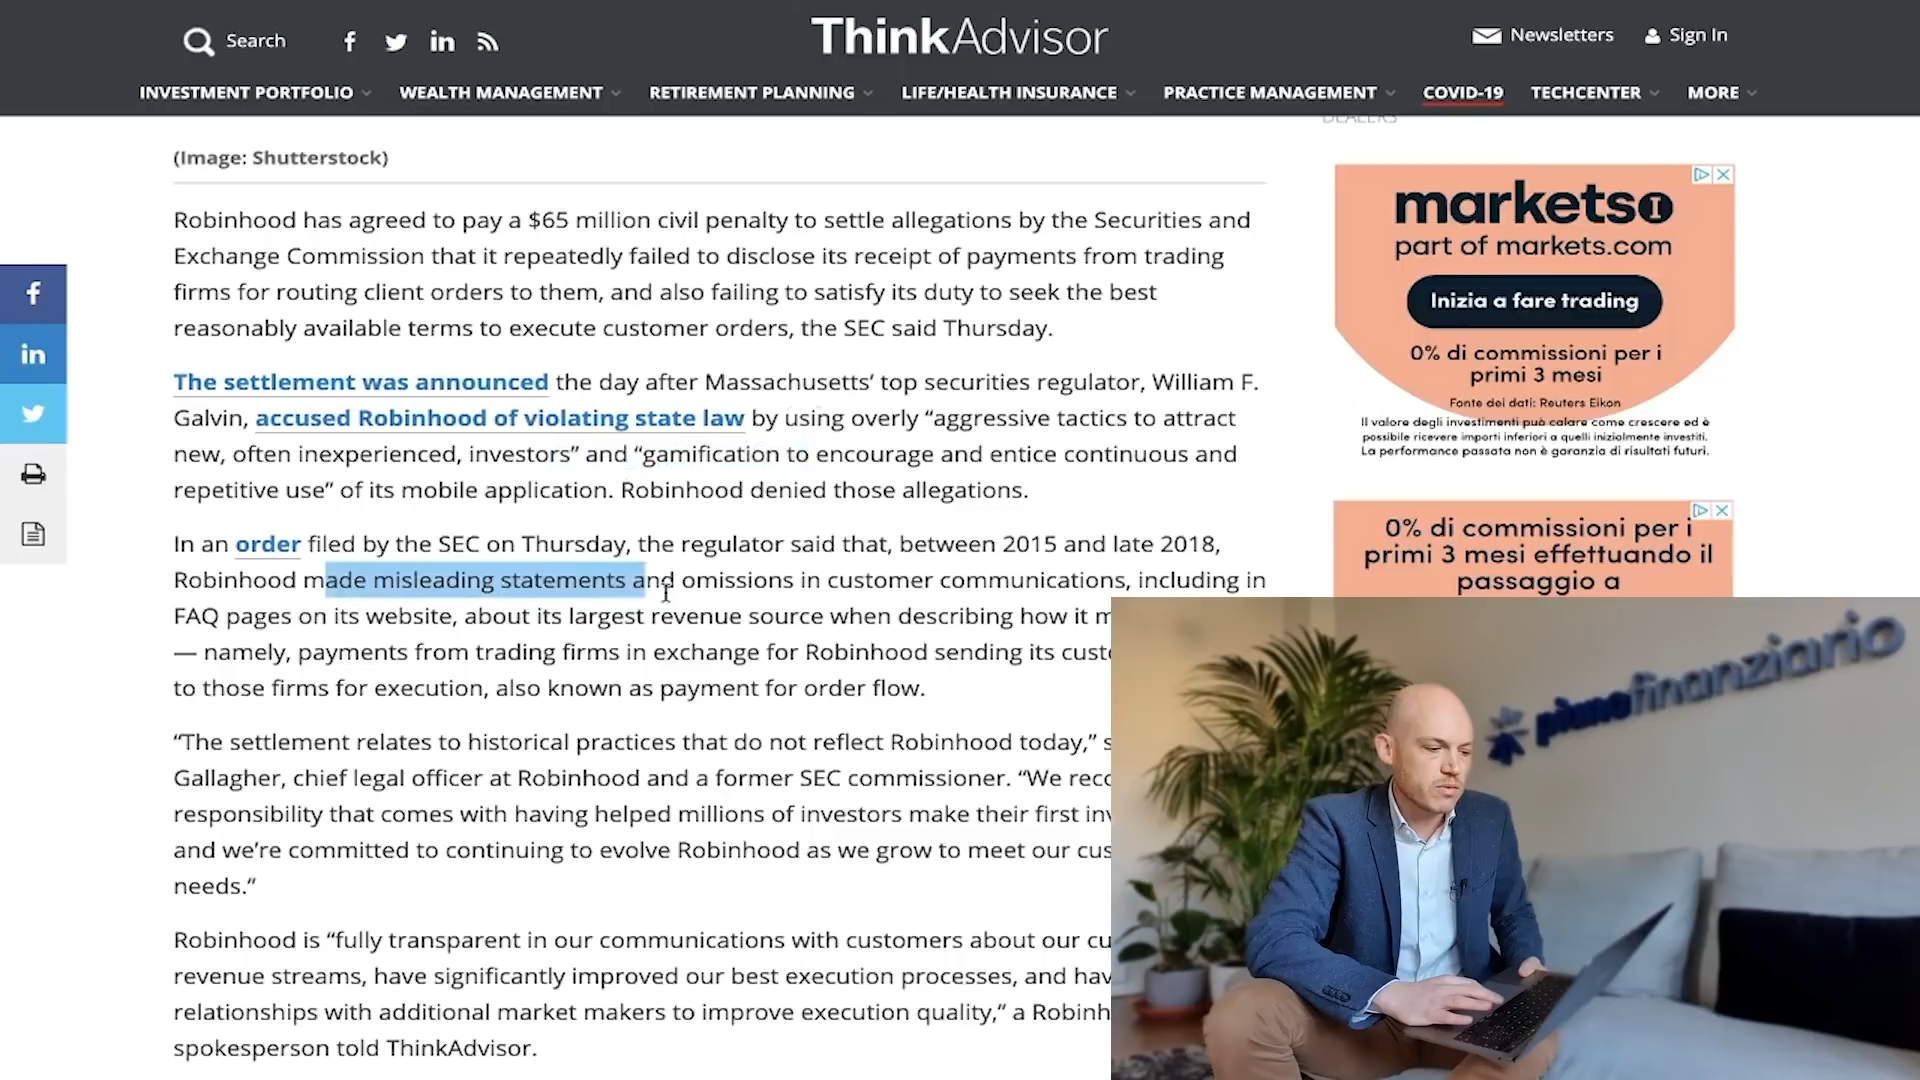 Search
ThinkAdvisor
Newsletters
Sign In
INVESTMENT PORTFOLIO
WEALTH MANAGEMENT
RETIREMENT PLANNING
LIFE/HEALTH INSURANCE
PRACTICE MANAGEMENT
COVID-19
TECHCENTER
MORE
DEALERS
(Image: Shutterstock)
Robinhood has agreed to pay a $65 million civil penalty to settle allegations by the Securities and
Exchange Commission that it repeatedly failed to disclose its receipt of payments from trading
firms for routing client orders to them, and also failing to satisfy its duty to seek the best
reasonably available terms to execute customer orders, the SEC said Thursday.
The settlement was announced the day after Massachusetts’ top securities regulator, William F.
Galvin, accused Robinhood of violating state law by using overly “aggressive tactics to attract
new, often inexperienced, investors” and “gamification to encourage and entice continuous and
repetitive use” of its mobile application. Robinhood denied those allegations.
In an order filed by the SEC on Thursday, the regulator said that, between 2015 and late 2018,
Robinhood made misleading statements and omissions in customer communications, including in
FAQ pages on its website, about its largest revenue source when describing how it m
— namely, payments from trading firms in exchange for Robinhood sending its custo
to those firms for execution, also known as payment for order flow.
“The settlement relates to historical practices that do not reflect Robinhood today,” s
Gallagher, chief legal officer at Robinhood and a former SEC commissioner. “We reco
responsibility that comes with having helped millions of investors make their first inv
and we’re committed to continuing to evolve Robinhood as we grow to meet our cus
needs.”
Robinhood is “fully transparent in our communications with customers about our cu
revenue streams, have significantly improved our best execution processes, and hav
relationships with additional market makers to improve execution quality,” a Robinh
spokesperson told ThinkAdvisor.
markets
part of markets.com
Inizia a fare trading
0% di commissioni per i
primi 3 mesi
Fonte dei dati: Reuters Eikon
Il valore degli investimenti può calare come crescere ed è
possibile ricevere importi inferiori a quelli inizialmente investiti.
La performance passata non è garanzia di risultati futuri.
0% di commissioni per i
primi 3 mesi effettuando il
passaggio a
pianofinanziario